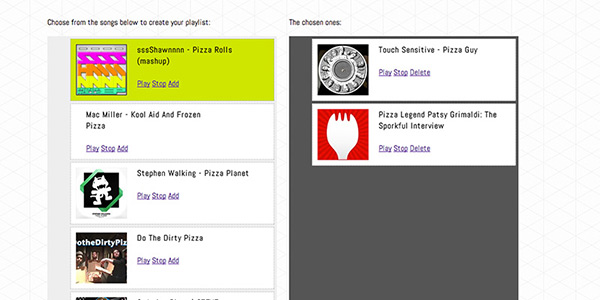 Choose from the songs below to create your playlist:
sssShawnnnn - Pizza Rolls
(mashup)
Play Stop Add
Mac Miller - Kool Aid And Frozen
Pizza
Play Stop Add
Stephen Walking - Pizza Planet
Play Stop Add
Do The Dirty Pizza
Play Stop Add
The chosen ones:
Touch Sensitive - Pizza Guy
Play Stop Delete
Pizza Legend Patsy Grimaldi: The
Sporkful Interview
Play Stop Delete